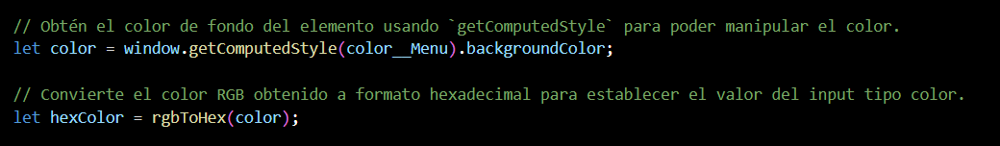 // Obtén el color de fondo del elemento usando `getComputedStyle` para poder manipular el color.
let color = window.getComputedStyle(color__Menu).backgroundColor;
// Convierte el color RGB obtenido a formato hexadecimal para establecer el valor del input tipo color.
let hexColor = rgbToHex(color);